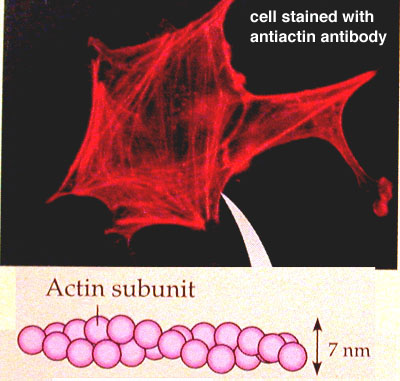 cell stained with
antiactin antibody
Actin subunit
7 nm